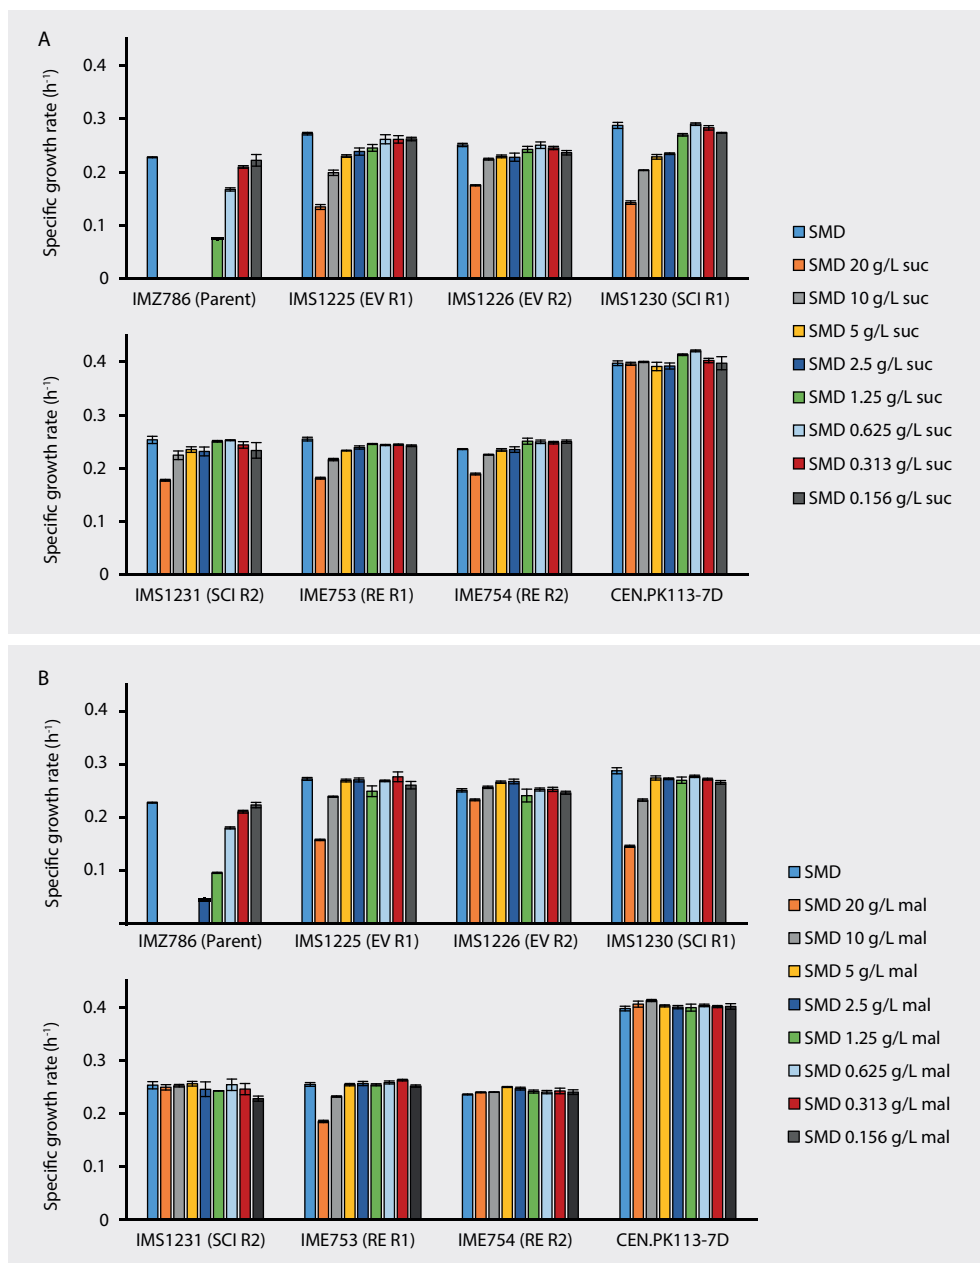 A
Specific growth rate (h-1)
0.4
0.3
0.2
0.1
0
IMZ786 (Parent)
IMS1225 (EV R1)
IMS1226 (EV R2)
IMS1230 (SCI R1)
Specific growth rate (h-1)
0.4
0.3
0.2
0.1
0
IMS1231 (SCI R2)
IME753 (RE R1)
IME754 (RE R2)
CEN.PK113-7D
SMD
SMD 20 g/L suc
SMD 10 g/L suc
SMD 5 g/L suc
SMD 2.5 g/L suc
SMD 1.25 g/L suc
SMD 0.625 g/L suc
SMD 0.313 g/L suc
SMD 0.156 g/L suc
B
Specific growth rate (h-1)
0.4
0.3
0.2
0.1
IMZ786 (Parent)
IMS1225 (EV R1)
IMS1226 (EV R2)
IMS1230 (SCI R1)
Specific growth rate (h-1)
0.4
0.3
0.2
0.1
0
IMS1231 (SCI R2)
IME753 (RE R1)
IME754 (RE R2)
CEN.PK113-7D
SMD
SMD 20 g/L mal
SMD 10 g/L mal
SMD 5 g/L mal
SMD 2.5 g/L mal
SMD 1.25 g/L mal
SMD 0.625 g/L mal
SMD 0.313 g/L mal
SMD 0.156 g/L mal